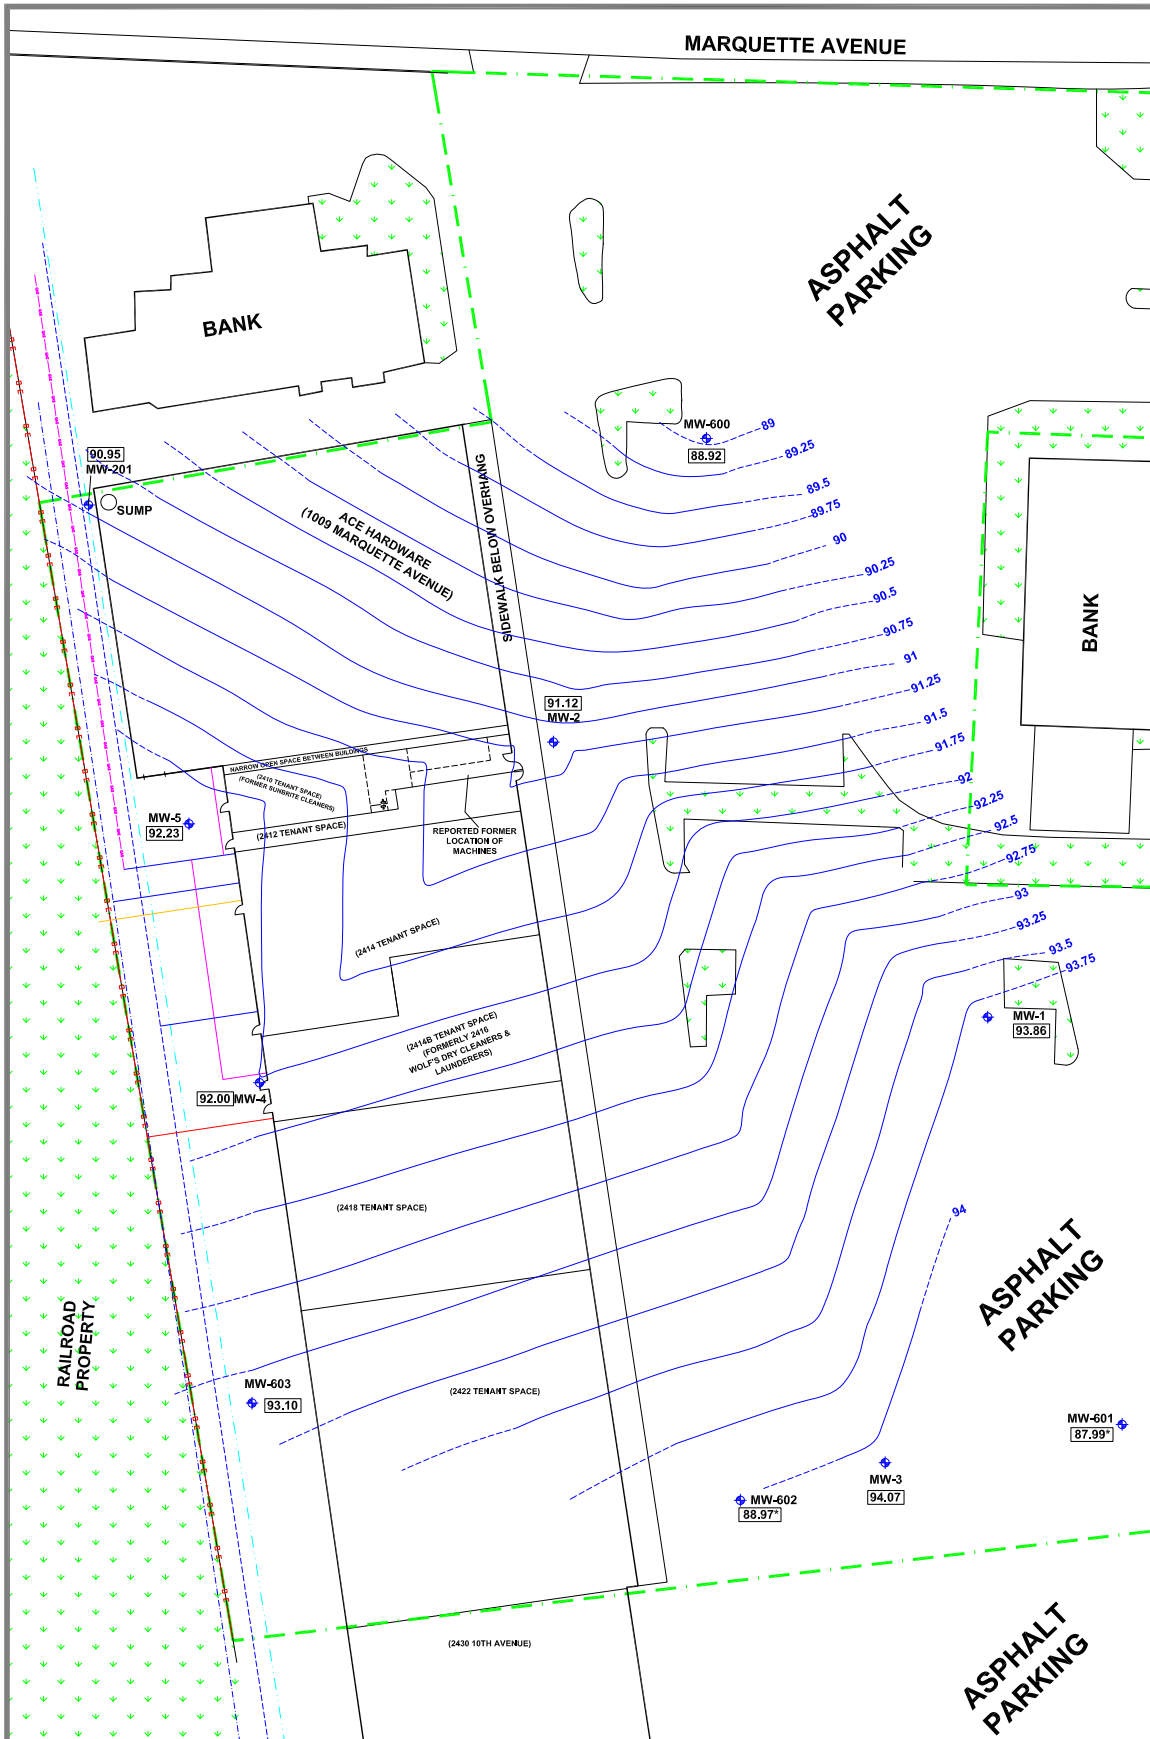 MARQUETTE AVENUE
ASPHALT
PARKING
BANK
MW-600
88.92
89
89.25
89.5
89.75
90
90.25
90.5
90.75
91
91.25
91.5
91.75
92
92.25
92.5
92.75
93
93.25
93.5
93.75
94
90.95
MW-201
SUMP
ACE HARDWARE
(1009 MARQUETTE AVENUE)
SIDEWALK BELOW OVERHANG
BANK
91.12
MW-2
NARROW OPEN SPACE BETWEEN BUILDINGS
(2410 TENANT SPACE)
(FORMER SUNBRITE CLEANERS)
MW-5
92.23
(2412 TENANT SPACE)
REPORTED FORMER
LOCATION OF
MACHINES
(2414 TENANT SPACE)
(2414B TENANT SPACE)
(FORMERLY 2416
WOLF'S DRY CLEANERS &
LAUNDERERS)
MW-1
93.86
92.00 MW-4
(2418 TENANT SPACE)
ASPHALT
PARKING
RAILROAD
PROPERTY
MW-603
93.10
(2422 TENANT SPACE)
MW-601
87.99*
MW-3
94.07
MW-602
88.97*
(2430 10TH AVENUE)
ASPHALT
PARKING